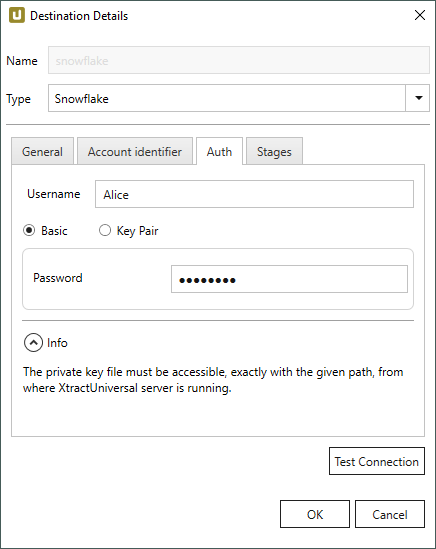 Destination Details
Name snowflake
Type Snowflake
General Account identifier Auth Stages
Username Alice
Basic Key Pair
Password ●●●●●●●●
Info
The private key file must be accessible, exactly with the given path, from
where XtractUniversal server is running.
Test Connection
OK Cancel